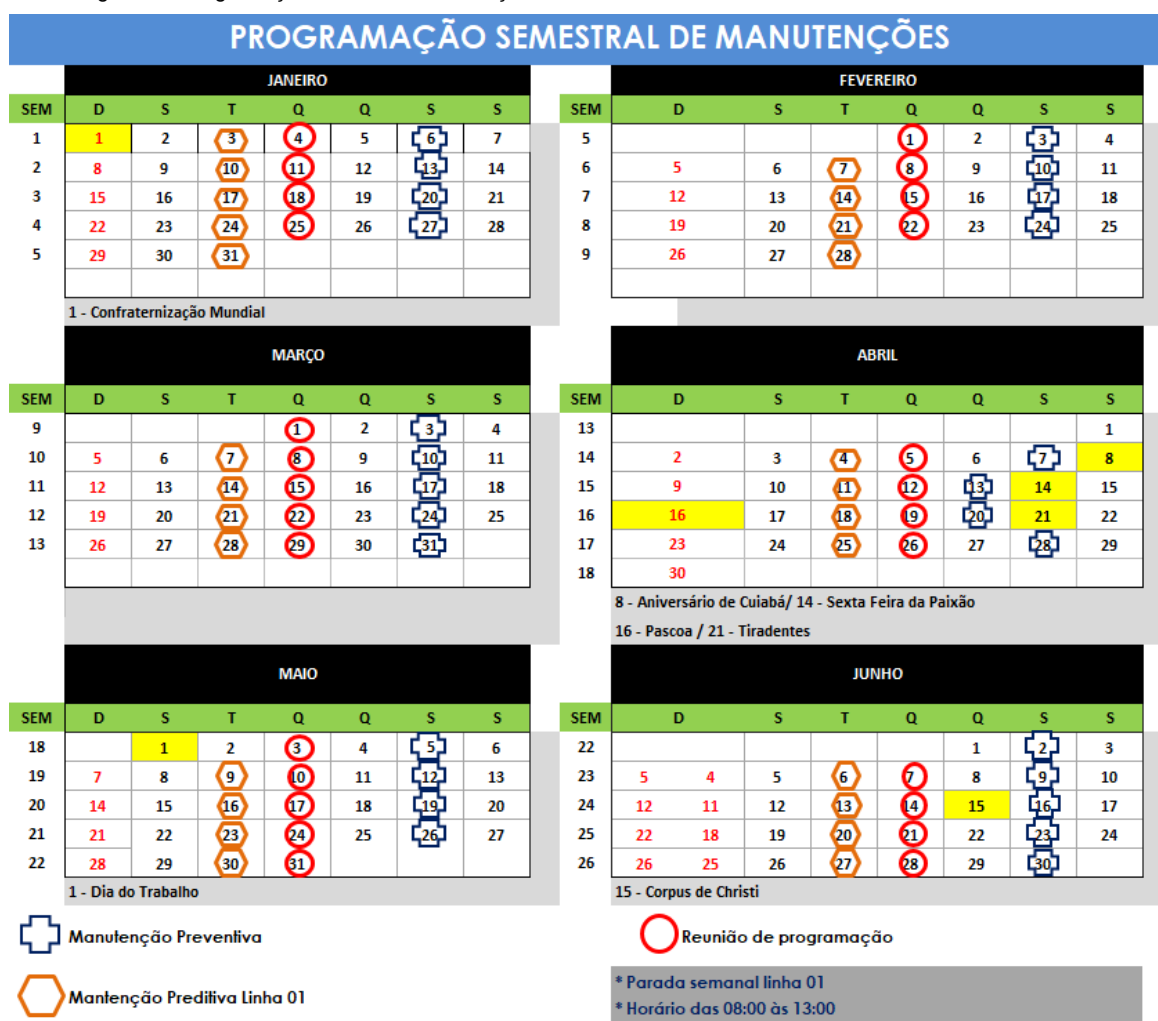 PROGRAMAÇÃO SEMESTRAL DE MANUTENÇÕES
JANEIRO
SEM D S T Q Q S S
1 1 2 3 4 5 6 7
2 8 9 10 11 12 13 14
3 15 16 17 18 19 20 21
4 22 23 24 25 26 27 28
5 29 30 31
1 - Confraternização Mundial
FEVEREIRO
SEM D S T Q Q S S
5 1 2 3 4
6 5 6 7 8 9 10 11
7 12 13 14 15 16 17 18
8 19 20 21 22 23 24 25
9 26 27 28
MARÇO
SEM D S T Q Q S S
9 1 2 3 4
10 5 6 7 8 9 10 11
11 12 13 14 15 16 17 18
12 19 20 21 22 23 24 25
13 26 27 28 29 30 31
ABRIL
SEM D S T Q Q S S
13 1
14 2 3 4 5 6 7 8
15 9 10 11 12 13 14 15
16 16 17 18 19 20 21 22
17 23 24 25 26 27 28 29
18 30
8 - Aniversário de Cuiabá/ 14 - Sexta Feira da Paixão
16 - Pascoa / 21 - Tiradentes
MAIO
SEM D S T Q Q S S
18 1 2 3 4 5 6
19 7 8 9 10 11 12 13
20 14 15 16 17 18 19 20
21 21 22 23 24 25 26 27
22 28 29 30 31
1 - Dia do Trabalho
JUNHO
SEM D S T Q Q S S
22 1 2 3
23 5 4 5 6 7 8 9 10
24 12 11 12 13 14 15 16 17
25 22 18 19 20 21 22 23 24
26 26 25 26 27 28 29 30
15 - Corpus de Christi
Manutenção Preventiva
Reunião de programação
Mantenção Preditiva Linha 01
* Parada semanal linha 01
* Horário das 08:00 às 13:00